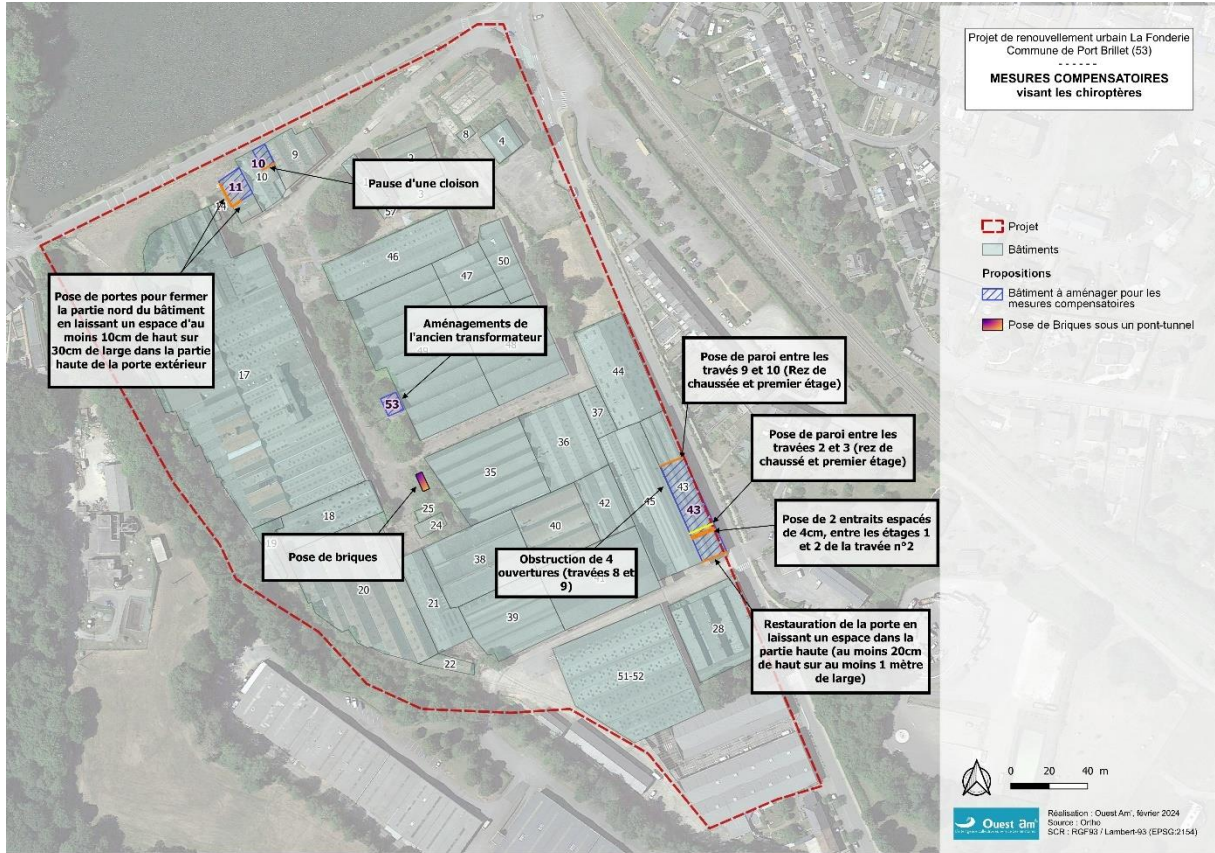 Projet de renouvellement urbain La Fonderie
Commune de Port Brillet (53)
- - - - - -
MESURES COMPENSATOIRES
visant les chiroptères
Projet
Bâtiments
Propositions
Bâtiment à aménager pour les
mesures compensatoires
Pose de Briques sous un pont-tunnel
8
4
9
10
10
11
Pause d'une cloison
57
46
47
50
Pose de portes pour fermer
la partie nord du bâtiment
en laissant un espace d'au
moins 10cm de haut sur
30cm de large dans la partie
haute de la porte extérieur
Aménagements de
l'ancien transformateur
48
17
53
44
37
Pose de paroi entre les
través 9 et 10 (Rez de
chaussée et premier étage)
36
35
43
43
45
42
Pose de paroi entre les
travées 2 et 3 (rez de
chaussé et premier étage)
25
24
18
19
40
Pose de briques
Pose de 2 entraits espacés
de 4cm, entre les étages 1
et 2 de la travée n°2
38
Obstruction de 4
ouvertures (travées 8 et
9)
20
21
39
22
28
51-52
Restauration de la porte en
laissant un espace dans la
partie haute (au moins 20cm
de haut sur au moins 1 mètre
de large)
0 20 40 m
Ouest Am'
Réalisation : Ouest Am', février 2024
Source : Ortho
SCR : RGF93 / Lambert-93 (EPSG:2154)